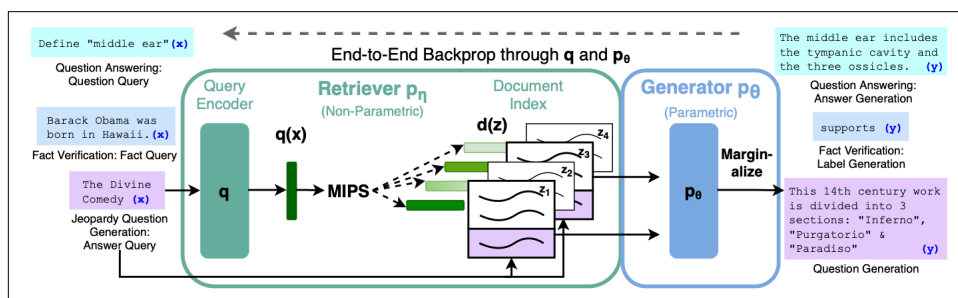 Define "middle ear" (x)
Question Answering:
Question Query
Barack Obama was
born in Hawaii. (x)
Fact Verification: Fact Query
The Divine
Comedy (x)
Jeopardy Question
Generation:
Answer Query
End-to-End Backprop through q and pθ
Query
Encoder
q
q(x)
Retriever pη
(Non-Parametric)
MIPS
Document
Index
d(z)
z4
z3
z2
z1
Generator pθ
(Parametric)
pθ
Margin-
alize
The middle ear includes
the tympanic cavity and
the three ossicles. (y)
Question Answering:
Answer Generation
supports (y)
Fact Verification:
Label Generation
This 14th century work
is divided into 3
sections: "Inferno",
"Purgatorio" &
"Paradiso" (y)
Question Generation